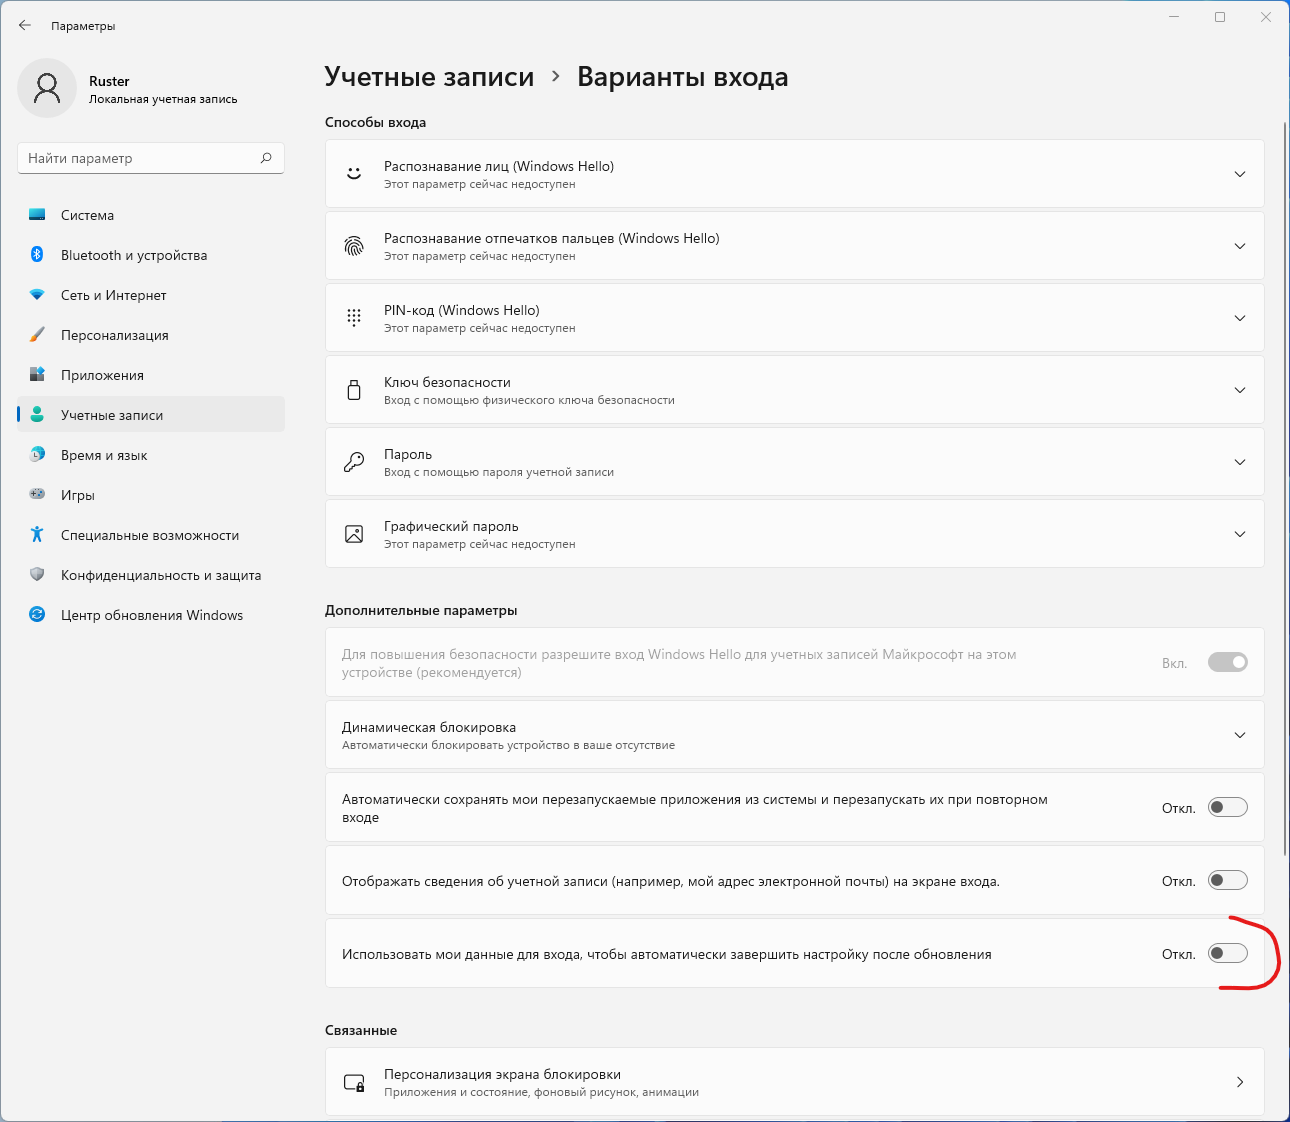 Параметры
Ruster
Локальная учетная запись
Найти параметр
Система
Bluetooth и устройства
Сеть и Интернет
Персонализация
Приложения
Учетные записи
Время и язык
Игры
Специальные возможности
Конфиденциальность и защита
Центр обновления Windows
Учетные записи > Варианты входа
Способы входа
Распознавание лиц (Windows Hello)
Этот параметр сейчас недоступен
Распознавание отпечатков пальцев (Windows Hello)
Этот параметр сейчас недоступен
PIN-код (Windows Hello)
Этот параметр сейчас недоступен
Ключ безопасности
Вход с помощью физического ключа безопасности
Пароль
Вход с помощью пароля учетной записи
Графический пароль
Этот параметр сейчас недоступен
Дополнительные параметры
Для повышения безопасности разрешите вход Windows Hello для учетных записей Майкрософт на этом
устройстве (рекомендуется)
Вкл.
Динамическая блокировка
Автоматически блокировать устройство в ваше отсутствие
Автоматически сохранять мои перезапускаемые приложения из системы и перезапускать их при повторном
входе
Откл.
Отображать сведения об учетной записи (например, мой адрес электронной почты) на экране входа.
Откл.
Использовать мои данные для входа, чтобы автоматически завершить настройку после обновления
Откл.
Связанные
Персонализация экрана блокировки
Приложения и состояние, фоновый рисунок, анимации